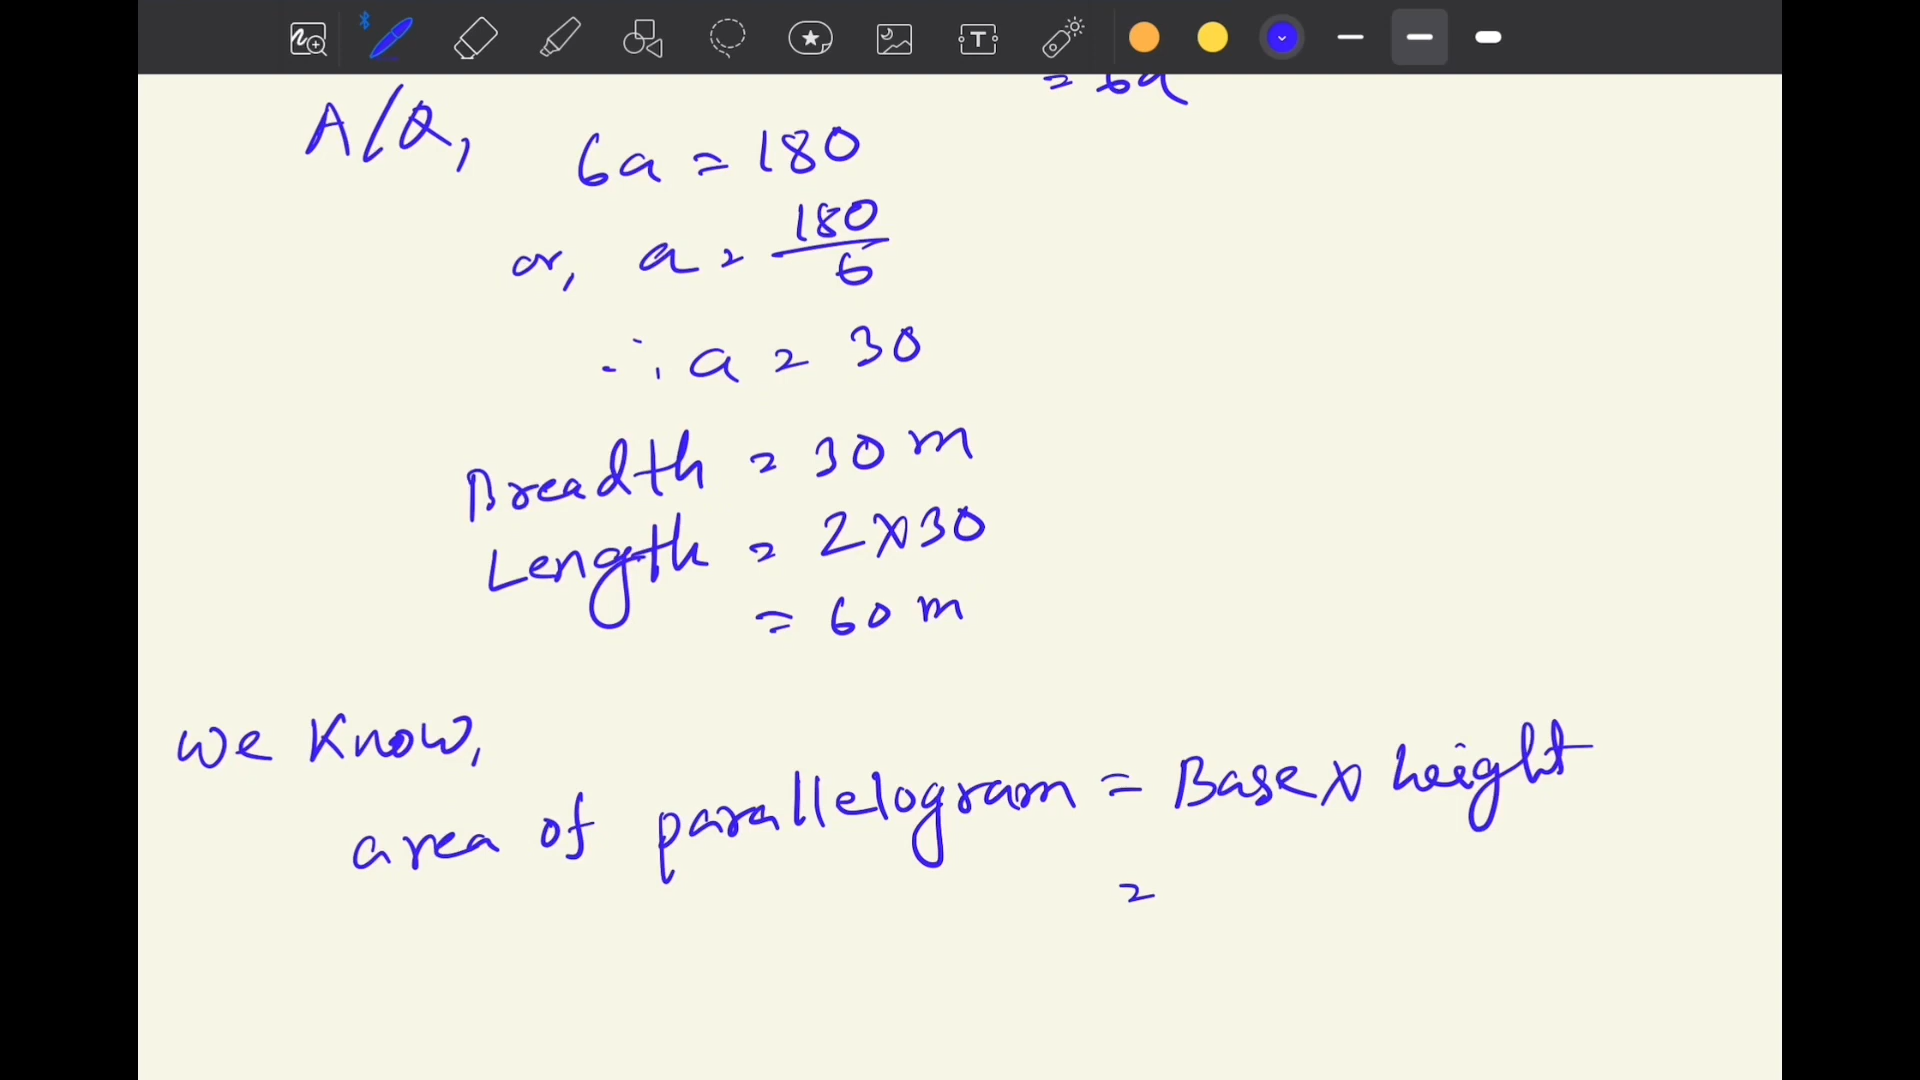 = 6a
A/Q, 6a = 180
or, a = 180/6
∴ a = 30
Breadth = 30 m
Length = 2×30
= 60 m
we know,
area of parallelogram = Base × height
=